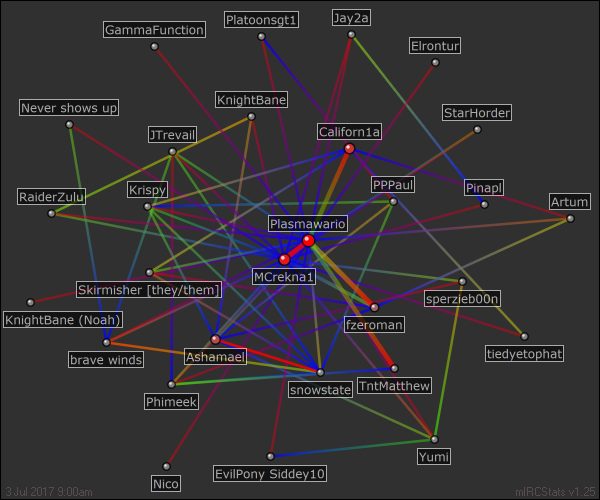 Jay2a
Platoonsgt1
GammaFunction
Elrontur
KnightBane
Never shows up
StarHorder
Californ1a
JTrevail
PPPaul
Pinapl
Krispy
RaiderZulu
Artum
Plasmawario
MCrekna1
Skirmisher [they/them]
sperzieb00n
KnightBane (Noah)
fzeroman
tiedyetophat
brave winds
Ashamael
TntMatthew
snowstate
Phimeek
Yumi
EvilPony Siddey10
Nico
3 Jul 2017 9:00am
mIRCStats v1.25